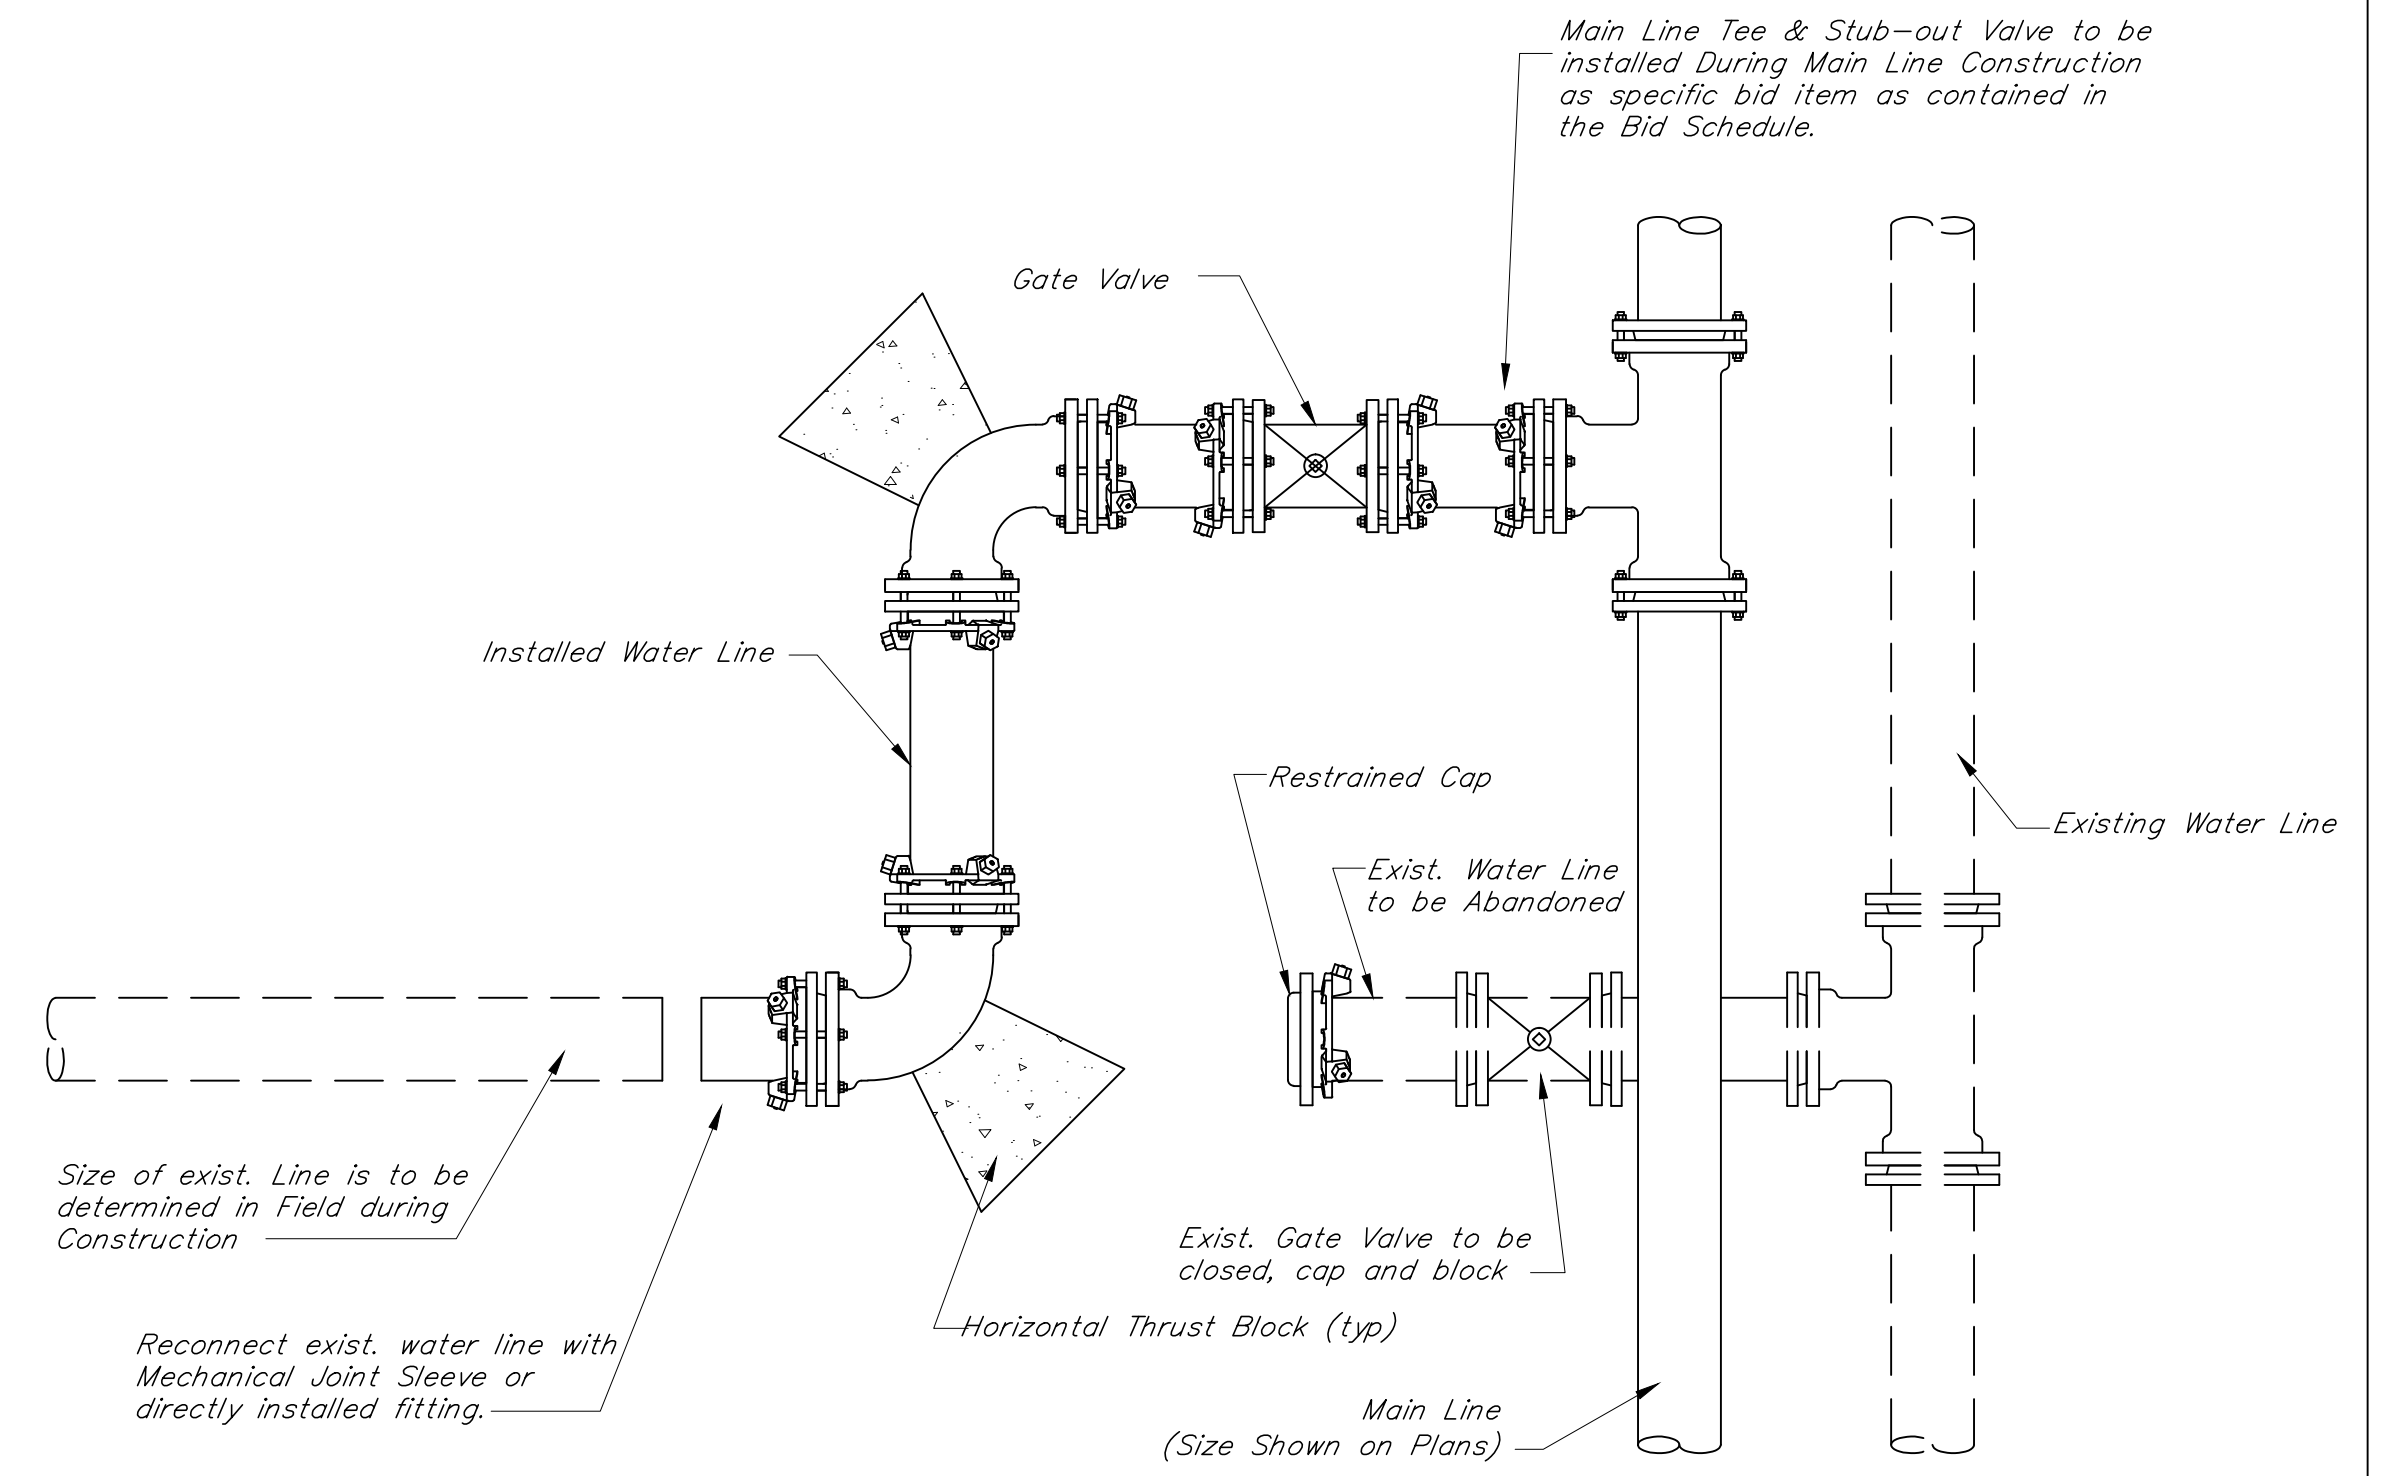 Main Line Tee & Stub-out Valve to be
installed During Main Line Construction
as specific bid item as contained in
the Bid Schedule.
Gate Valve
Installed Water Line
Restrained Cap
Existing Water Line
Exist. Water Line
to be Abandoned
Size of exist. Line is to be
determined in Field during
Construction
Exist. Gate Valve to be
closed, cap and block
Horizontal Thrust Block (typ)
Reconnect exist. water line with
Mechanical Joint Sleeve or
directly installed fitting.
Main Line
(Size Shown on Plans)